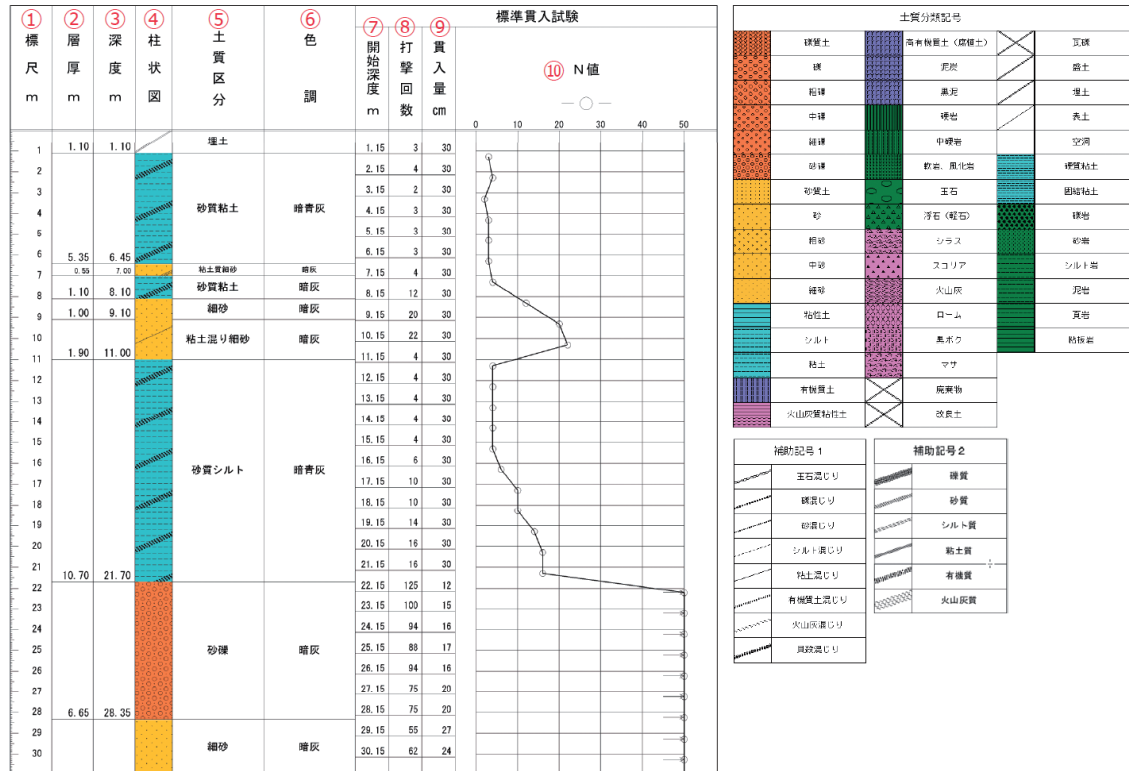 ① ② ③ ④ ⑤ ⑥ 標準貫入試験
標尺 m
層厚 m
深度 m
柱状図
土質区分
色調
⑦ ⑧ ⑨
開始深度 m
打撃回数
貫入量 cm
⑩ N値
0 10 20 30 40 50
1 1.10 1.10 埋土 1.15 3 30
2 2.15 4 30
3 3.15 2 30
4 砂質粘土 暗青灰 4.15 3 30
5 5.15 3 30
6 5.35 6.45 6.15 3 30
7 0.55 7.00 粘土質細砂 暗灰 7.15 4 30
8 1.10 8.10 砂質粘土 暗灰 8.15 12 30
9 1.00 9.10 細砂 暗灰 9.15 20 30
10 粘土混り細砂 暗灰 10.15 22 30
11 1.90 11.00 11.15 4 30
12 12.15 4 30
13 13.15 4 30
14 14.15 4 30
15 15.15 4 30
16 砂質シルト 暗青灰 16.15 6 30
17 17.15 10 30
18 18.15 10 30
19 19.15 14 30
20 20.15 16 30
21 10.70 21.70 21.15 16 30
22 22.15 125 12
23 23.15 100 15
24 24.15 94 16
25 砂礫 暗灰 25.15 88 17
26 26.15 94 16
27 27.15 75 20
28 6.65 28.35 28.15 75 20
29 細砂 暗灰 29.15 55 27
30 30.15 62 24
土質分類記号
礫質土 高有機質土（腐植土） 瓦礫
礫 泥炭 盛土
粗礫 黒泥 埋土
中礫 硬岩 表土
細礫 中硬岩 空洞
砂礫 軟岩、風化岩 硬質粘土
砂質土 玉石 固結粘土
砂 浮石（軽石） 礫岩
粗砂 シラス 砂岩
中砂 スコリア シルト岩
細砂 火山灰 泥岩
粘性土 ローム 頁岩
シルト 黒ボク 粘板岩
粘土 マサ
有機質土 廃棄物
火山灰質粘性土 改良土
補助記号1
玉石混じり
礫混じり
砂混じり
シルト混じり
粘土混じり
有機質土混じり
火山灰混じり
貝殻混じり
補助記号2
礫質
砂質
シルト質
粘土質
有機質
火山灰質